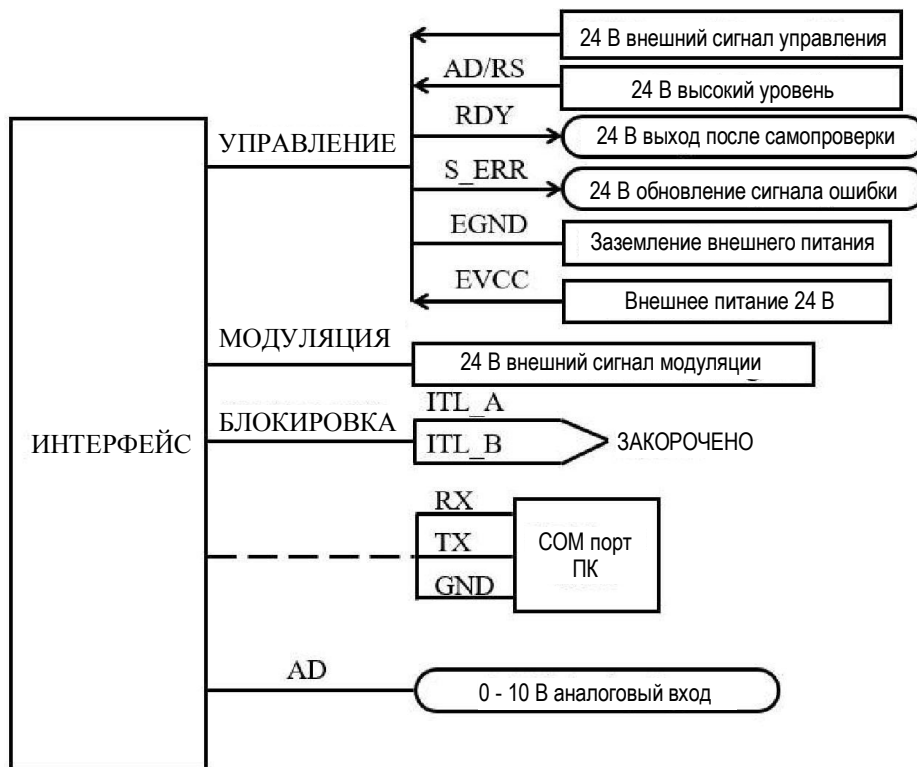 24 В внешний сигнал управления
AD/RS
24 В высокий уровень
RDY
УПРАВЛЕНИЕ
24 В выход после самопроверки
S_ERR
24 В обновление сигнала ошибки
EGND
Заземление внешнего питания
EVCC
Внешнее питание 24 В
МОДУЛЯЦИЯ
24 В внешний сигнал модуляции
БЛОКИРОВКА
ITL_A
ИНТЕРФЕЙС
ITL_B
ЗАКОРОЧЕНО
RX
TX
GND
COM порт
ПК
AD
0 - 10 В аналоговый вход